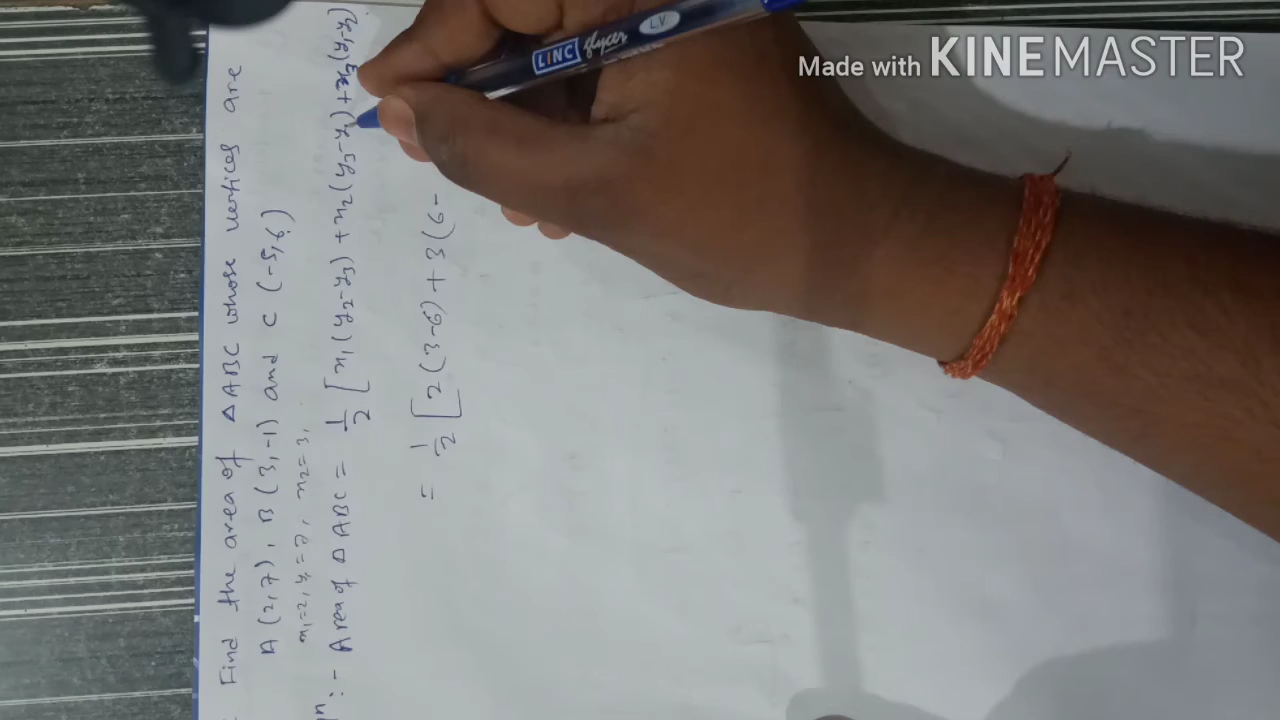 Find the area of △ABC whose vertices are
A(2,7), B(3,-1) and C(-5,6)
x1=2, y1=7, x2=3,
:- Area of △ABC = 1/2 [x1(y2-y3) + x2(y3-y1) + x3(y1-y2)
= 1/2 [2(3-6) + 3(6-
LINC glycer
L.V
Made with KINEMASTER